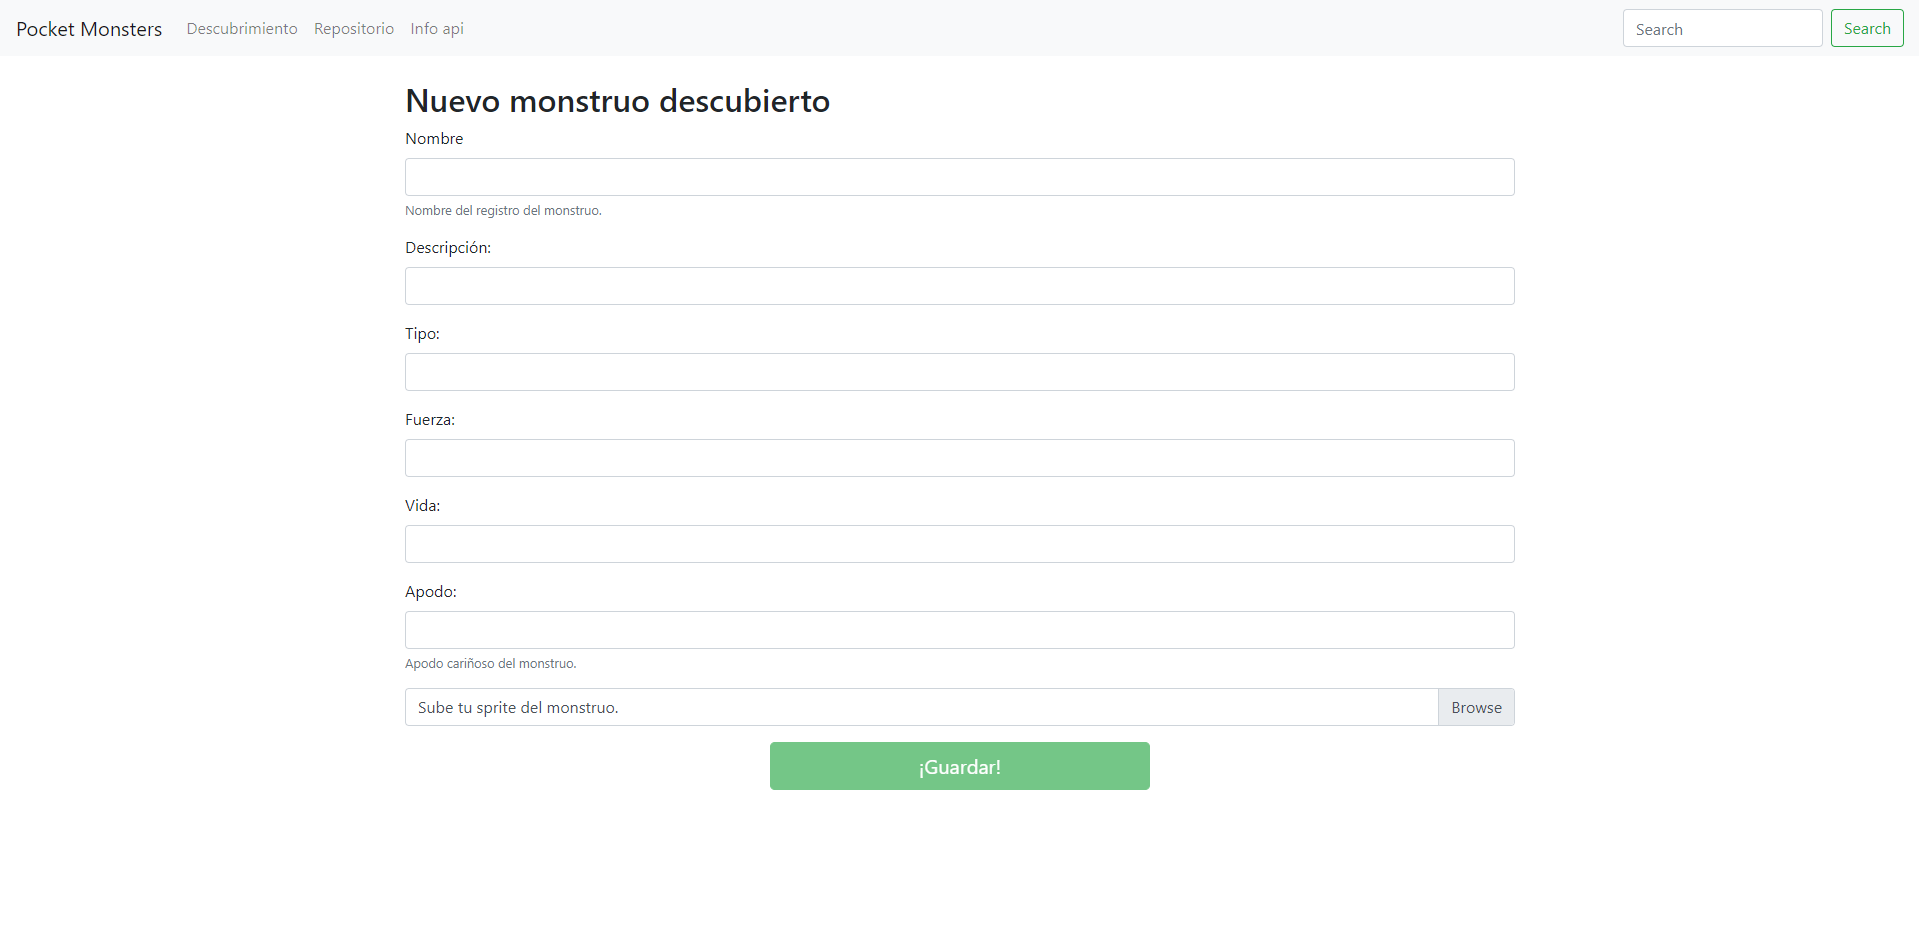 Pocket Monsters Descubrimiento Repositorio Info api Search Search
Nuevo monstruo descubierto
Nombre
Nombre del registro del monstruo.
Descripción:
Tipo:
Fuerza:
Vida:
Apodo:
Apodo cariñoso del monstruo.
Sube tu sprite del monstruo. Browse
¡Guardar!